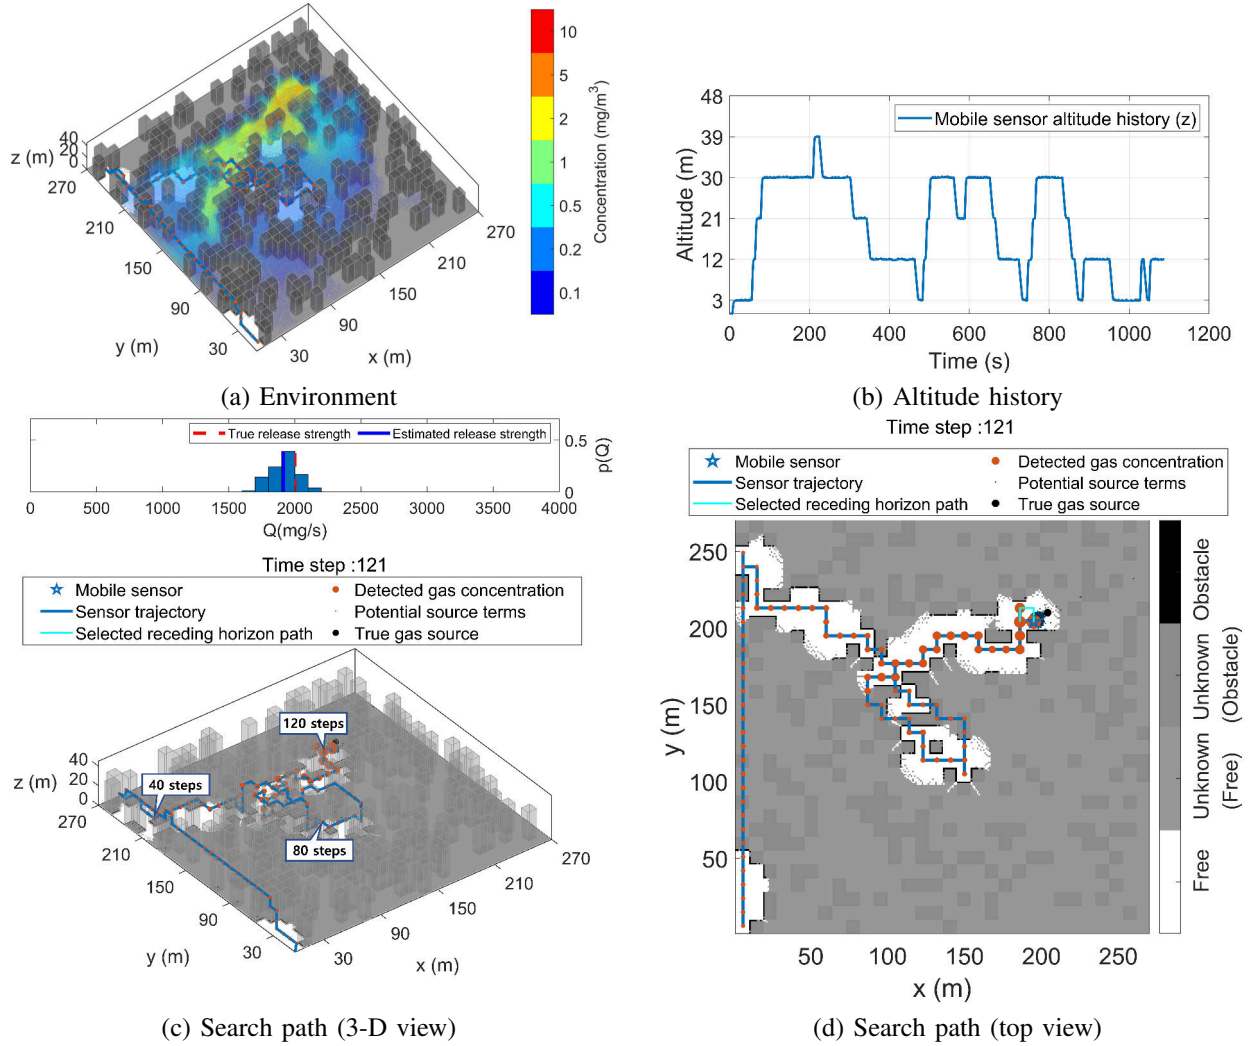 z (m)
40
20
0
270
210
150
90
30
y (m)
30
90
150
210
270
x (m)
10
5
2
1
0.5
0.2
0.1
Concentration (mg/m³)
(a) Environment
48
39
30
21
12
3
Altitude (m)
Mobile sensor altitude history (z)
0 200 400 600 800 1000 1200
Time (s)
(b) Altitude history
True release strength
Estimated release strength
0.5
0
p(Q)
0 500 1000 1500 2000 2500 3000 3500 4000
Q(mg/s)
Time step :121
Mobile sensor
Detected gas concentration
Sensor trajectory
Potential source terms
Selected receding horizon path
True gas source
120 steps
40 steps
80 steps
z (m)
40
20
0
270
210
150
90
30
y (m)
30
90
150
210
270
x (m)
(c) Search path (3-D view)
Time step :121
Mobile sensor
Detected gas concentration
Sensor trajectory
Potential source terms
Selected receding horizon path
True gas source
250
200
150
100
50
y (m)
50 100 150 200 250
x (m)
Obstacle
Unknown
(Obstacle)
Unknown
(Free)
Free
(d) Search path (top view)